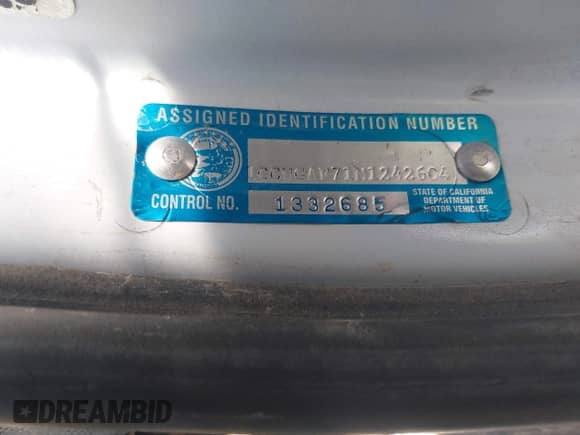 ASSIGNED IDENTIFICATION NUMBER
CONTROL NO. 1332685
STATE OF CALIFORNIA
DEPARTMENT OF
MOTOR VEHICLES
DREAMBID